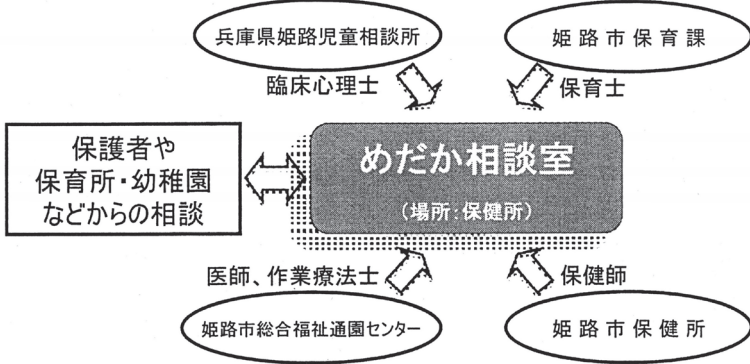 兵庫県姫路児童相談所
姫路市保育課
臨床心理士
保育士
保護者や
保育所・幼稚園
などからの相談
めだか相談室
（場所：保健所）
医師、作業療法士
保健師
姫路市総合福祉通園センター
姫路市保健所